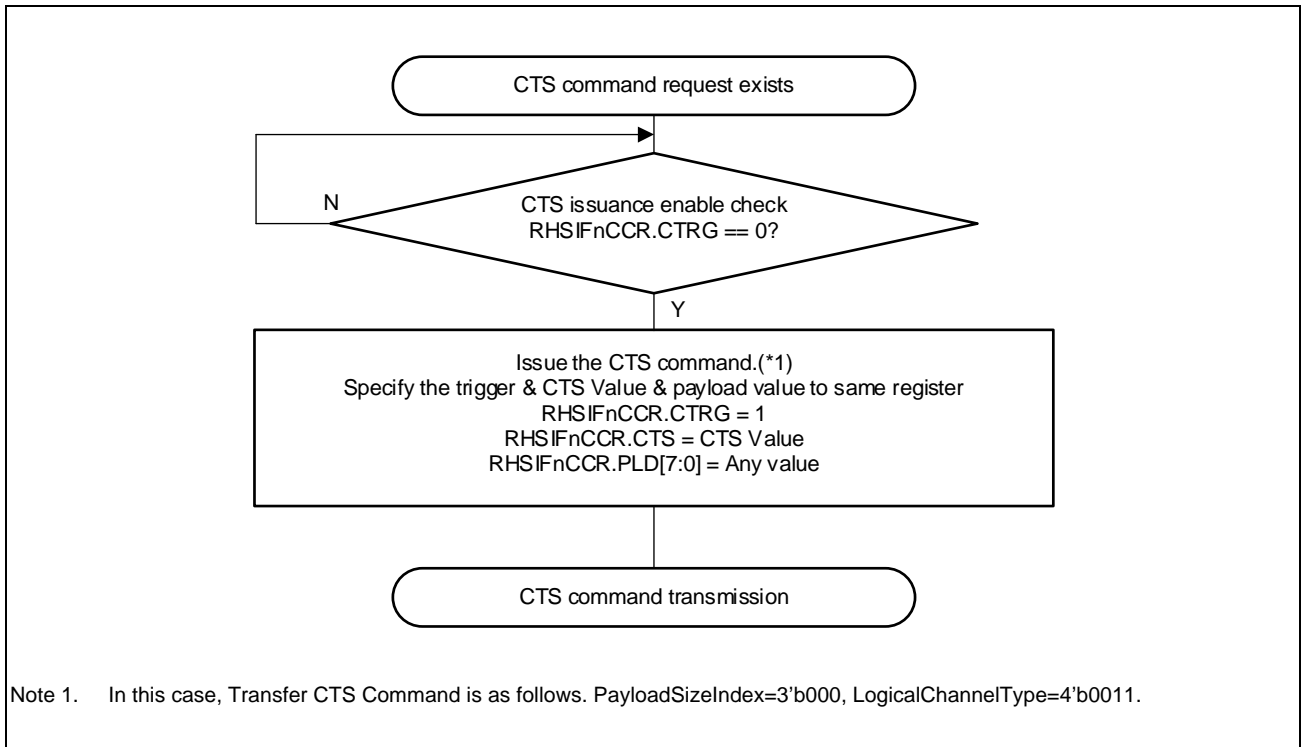 CTS command request exists
N
CTS issuance enable check
RHSIFnCCR.CTRG == 0?
Y
Issue the CTS command.(*1)
Specify the trigger & CTS Value & payload value to same register
RHSIFnCCR.CTRG = 1
RHSIFnCCR.CTS = CTS Value
RHSIFnCCR.PLD[7:0] = Any value
CTS command transmission
Note 1. In this case, Transfer CTS Command is as follows. PayloadSizeIndex=3'b000, LogicalChannelType=4'b0011.